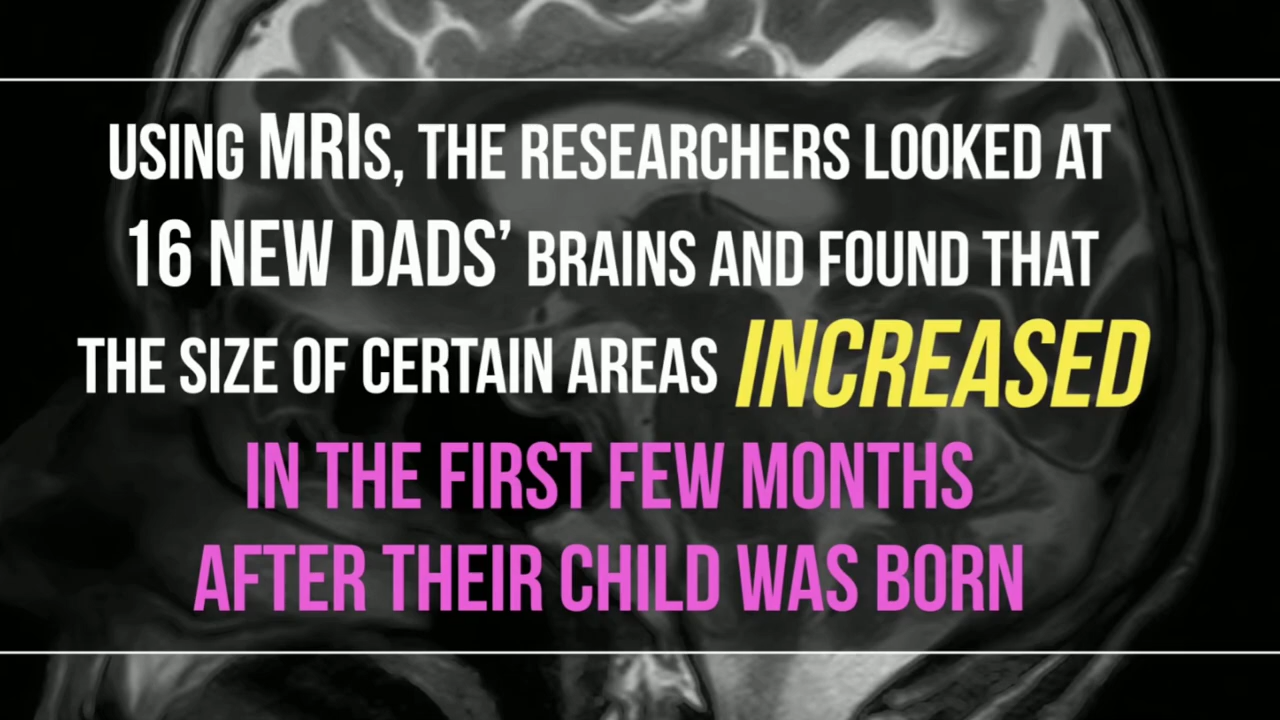 USING MRIs, THE RESEARCHERS LOOKED AT
16 NEW DADS’ BRAINS AND FOUND THAT
THE SIZE OF CERTAIN AREAS INCREASED
IN THE FIRST FEW MONTHS
AFTER THEIR CHILD WAS BORN